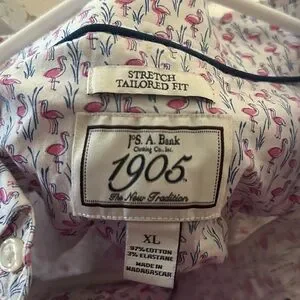 STRETCH
TAILORED FIT
JoS. A. Bank
Clothing Co., Inc.
1905
The New Tradition
XL
97% COTTON
3% ELASTANE
MADE IN
MADAGASCAR